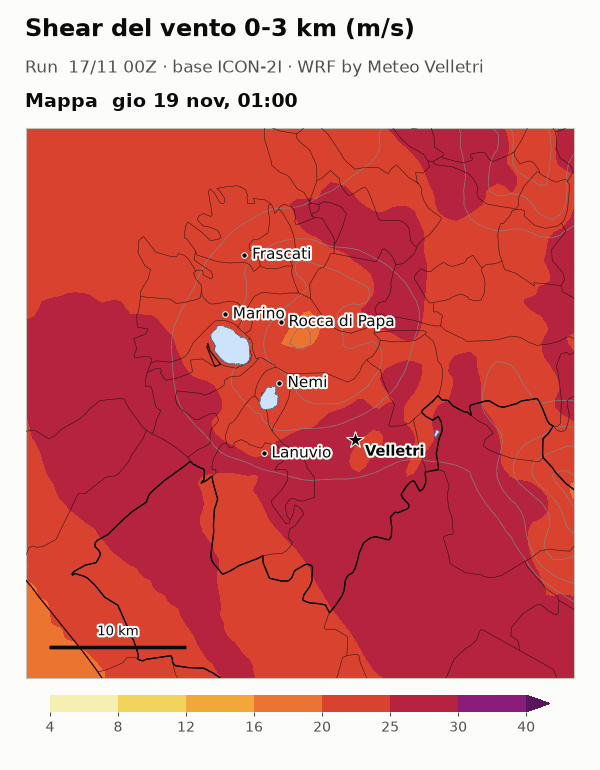 Shear del vento 0-3 km (m/s)
Run  17/11 00Z · base ICON-2I · WRF by Meteo Velletri
Mappa  gio 19 nov, 01:00
Frascati
Marino
Rocca di Papa
Nemi
Velletri
Lanuvio
10 km
4 8 12 16 20 25 30 40